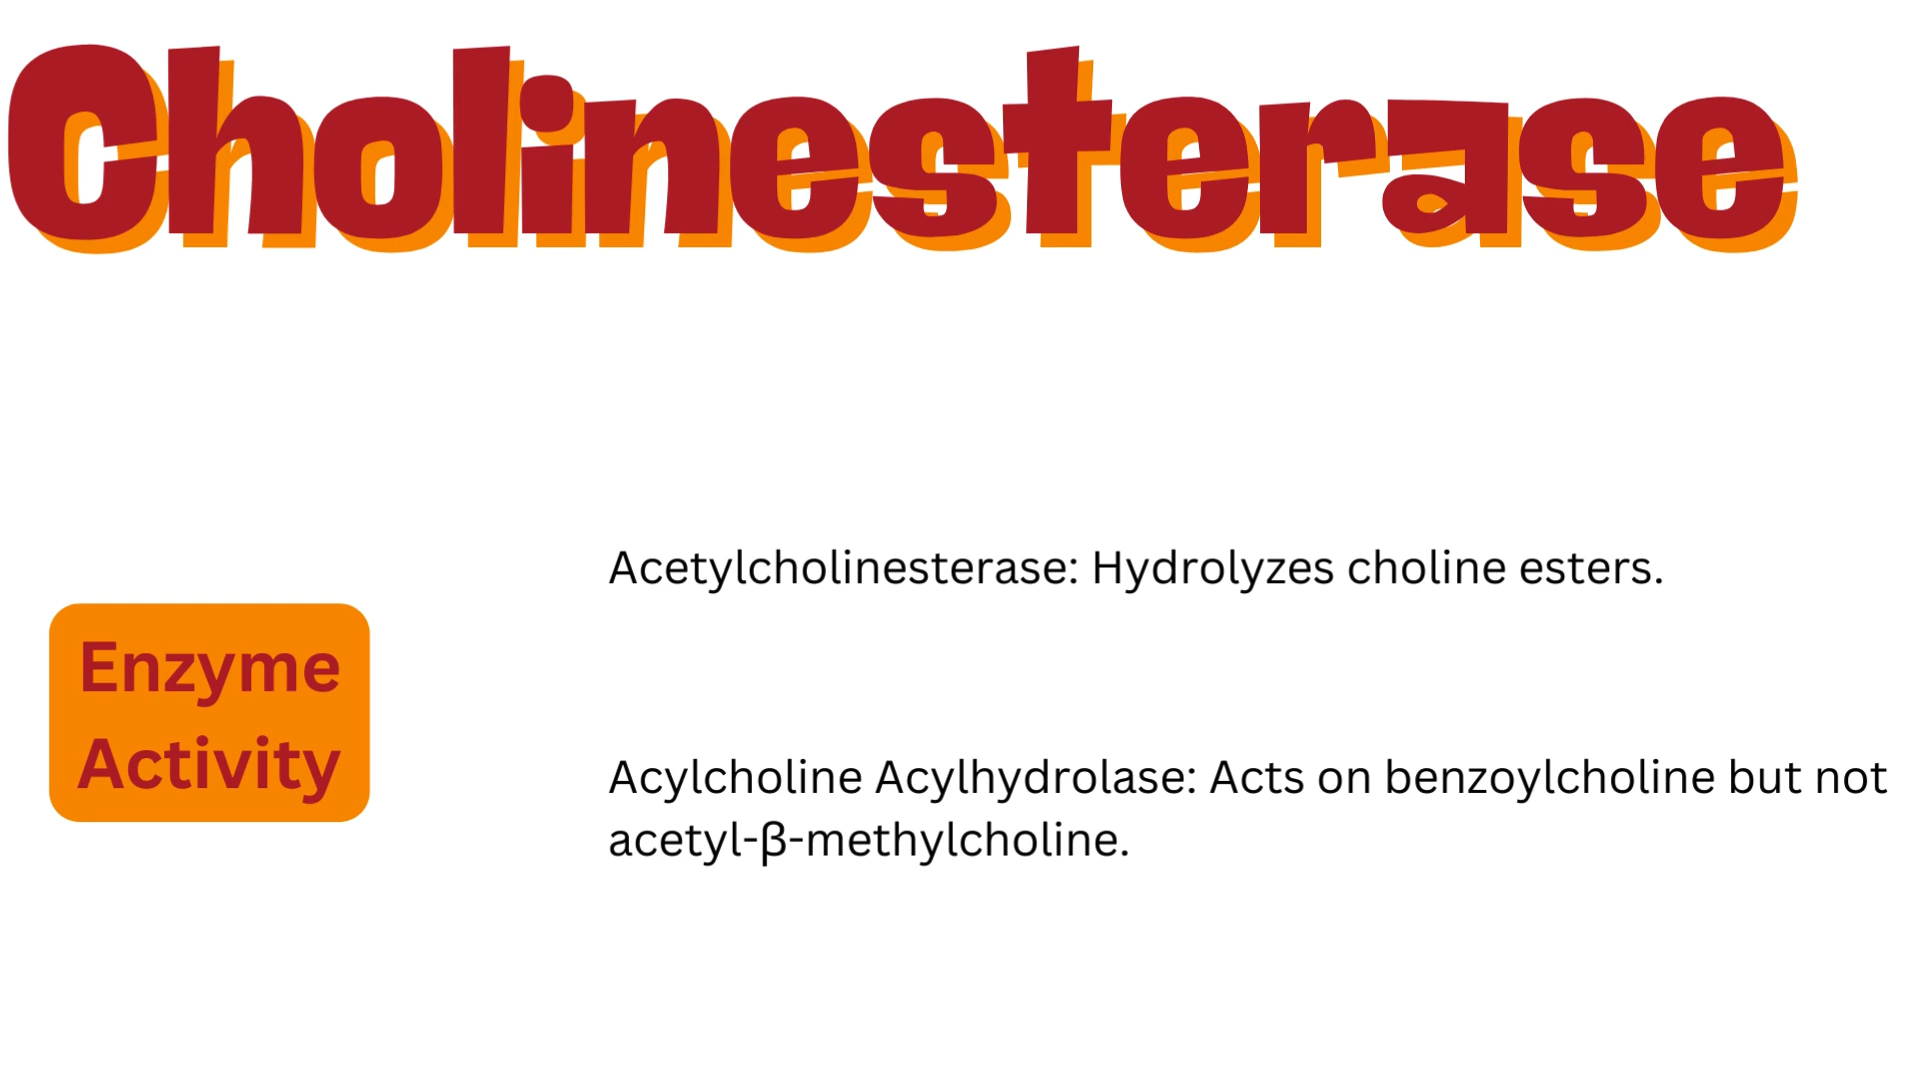 Cholinesterase
Acetylcholinesterase: Hydrolyzes choline esters.
Enzyme
Activity
Acylcholine Acylhydrolase: Acts on benzoylcholine but not
acetyl-β-methylcholine.